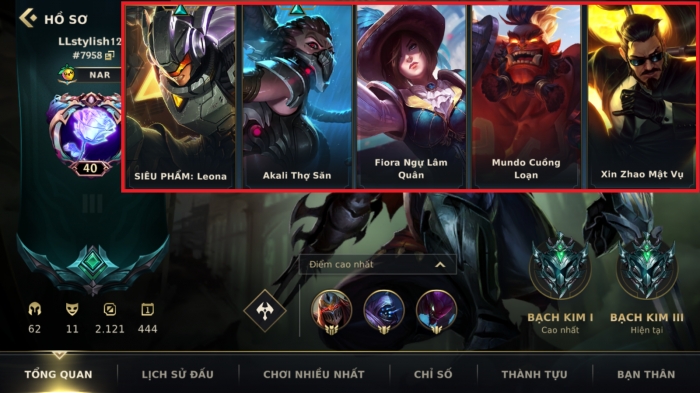 HỒ SƠ
LLstylish12
#7958
NAR
40
SIÊU PHẨM: Leona
Akali Thợ Săn
Fiora Ngự Lâm
Quân
Mundo Cuồng
Loạn
Xin Zhao Mật Vụ
III
Điểm cao nhất
62
11
2.121
444
BẠCH KIM I
Cao nhất
BẠCH KIM III
Hiện tại
TỔNG QUAN
LỊCH SỬ ĐẤU
CHƠI NHIỀU NHẤT
CHỈ SỐ
THÀNH TỰU
BẠN THÂN